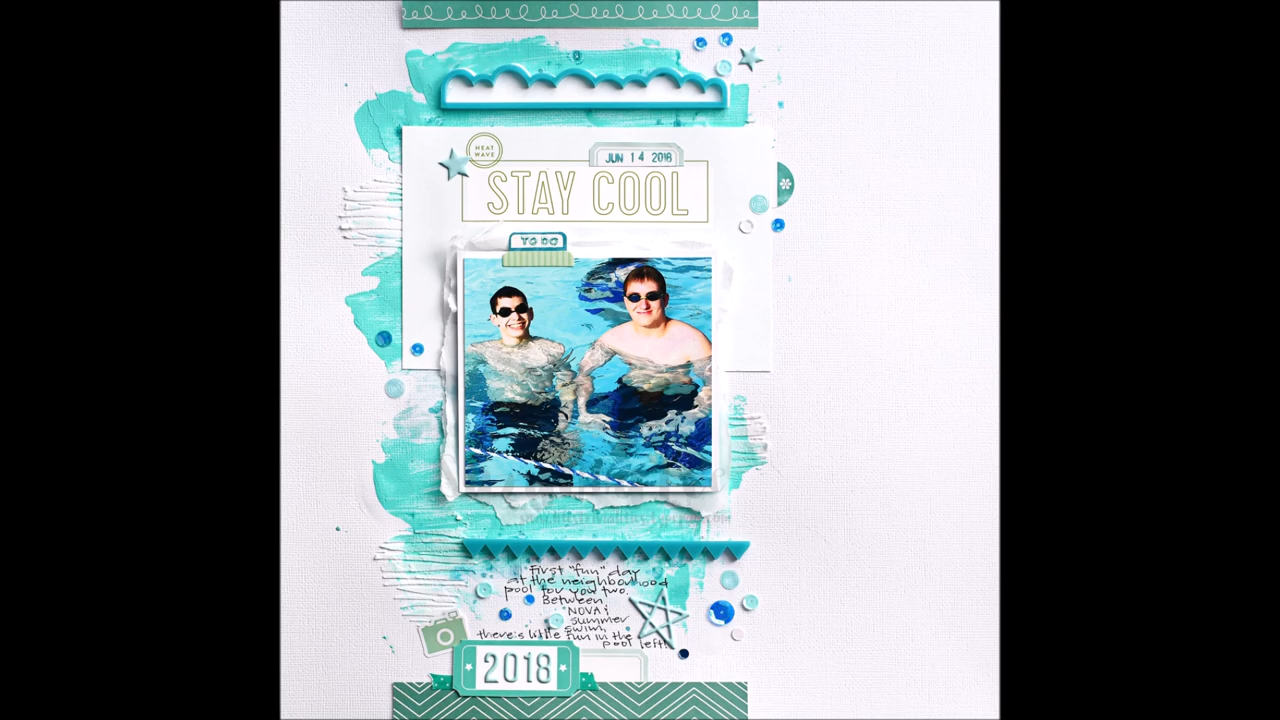 HEAT
WAVE
JUN 14 2018
STAY COOL
TO DO
First "fun" day
at the neighborhood
pool for you two.
Between
NOVA &
summer
swim,
there's little fun in the
pool left!
2018